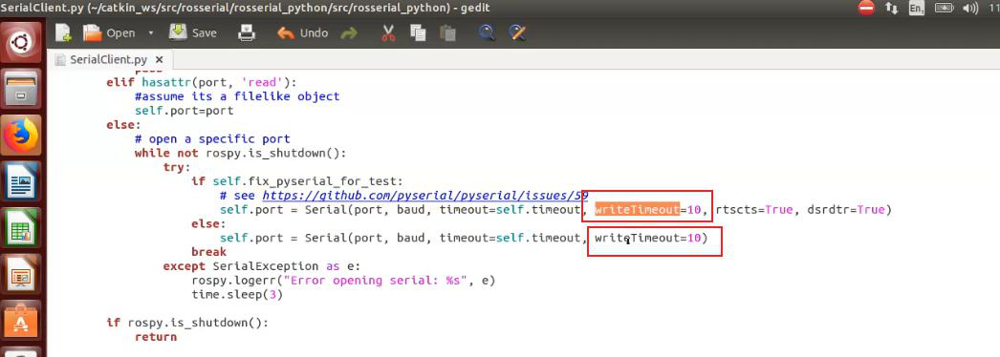 SerialClient.py (~/catkin_ws/src/rosserial/rosserial_python/src/rosserial_python) - gedit
En
11
Open
Save
Undo
SerialClient.py ×
elif hasattr(port, 'read'):
#assume its a filelike object
self.port=port
else:
# open a specific port
while not rospy.is_shutdown():
try:
if self.fix_pyserial_for_test:
# see https://github.com/pyserial/pyserial/issues/59
self.port = Serial(port, baud, timeout=self.timeout, writeTimeout=10, rtscts=True, dsrdtr=True)
else:
self.port = Serial(port, baud, timeout=self.timeout, writeTimeout=10)
break
except SerialException as e:
rospy.logerr("Error opening serial: %s", e)
time.sleep(3)
if rospy.is_shutdown():
return